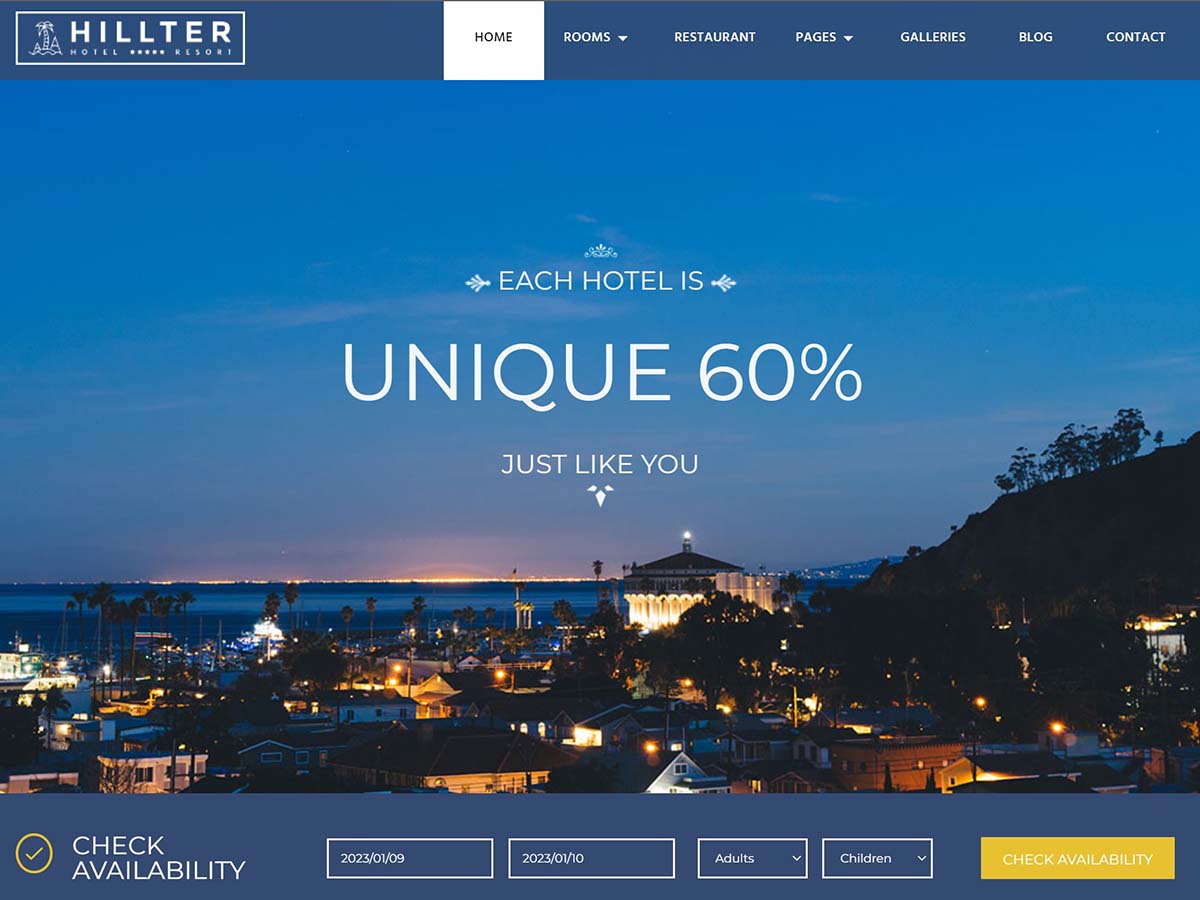 HILLTER
HOTEL ★★★★★ RESORT
HOME ROOMS RESTAURANT PAGES GALLERIES BLOG CONTACT
EACH HOTEL IS
UNIQUE 60%
JUST LIKE YOU
CHECK
AVAILABILITY
2023/01/09 2023/01/10 Adults Children CHECK AVAILABILITY